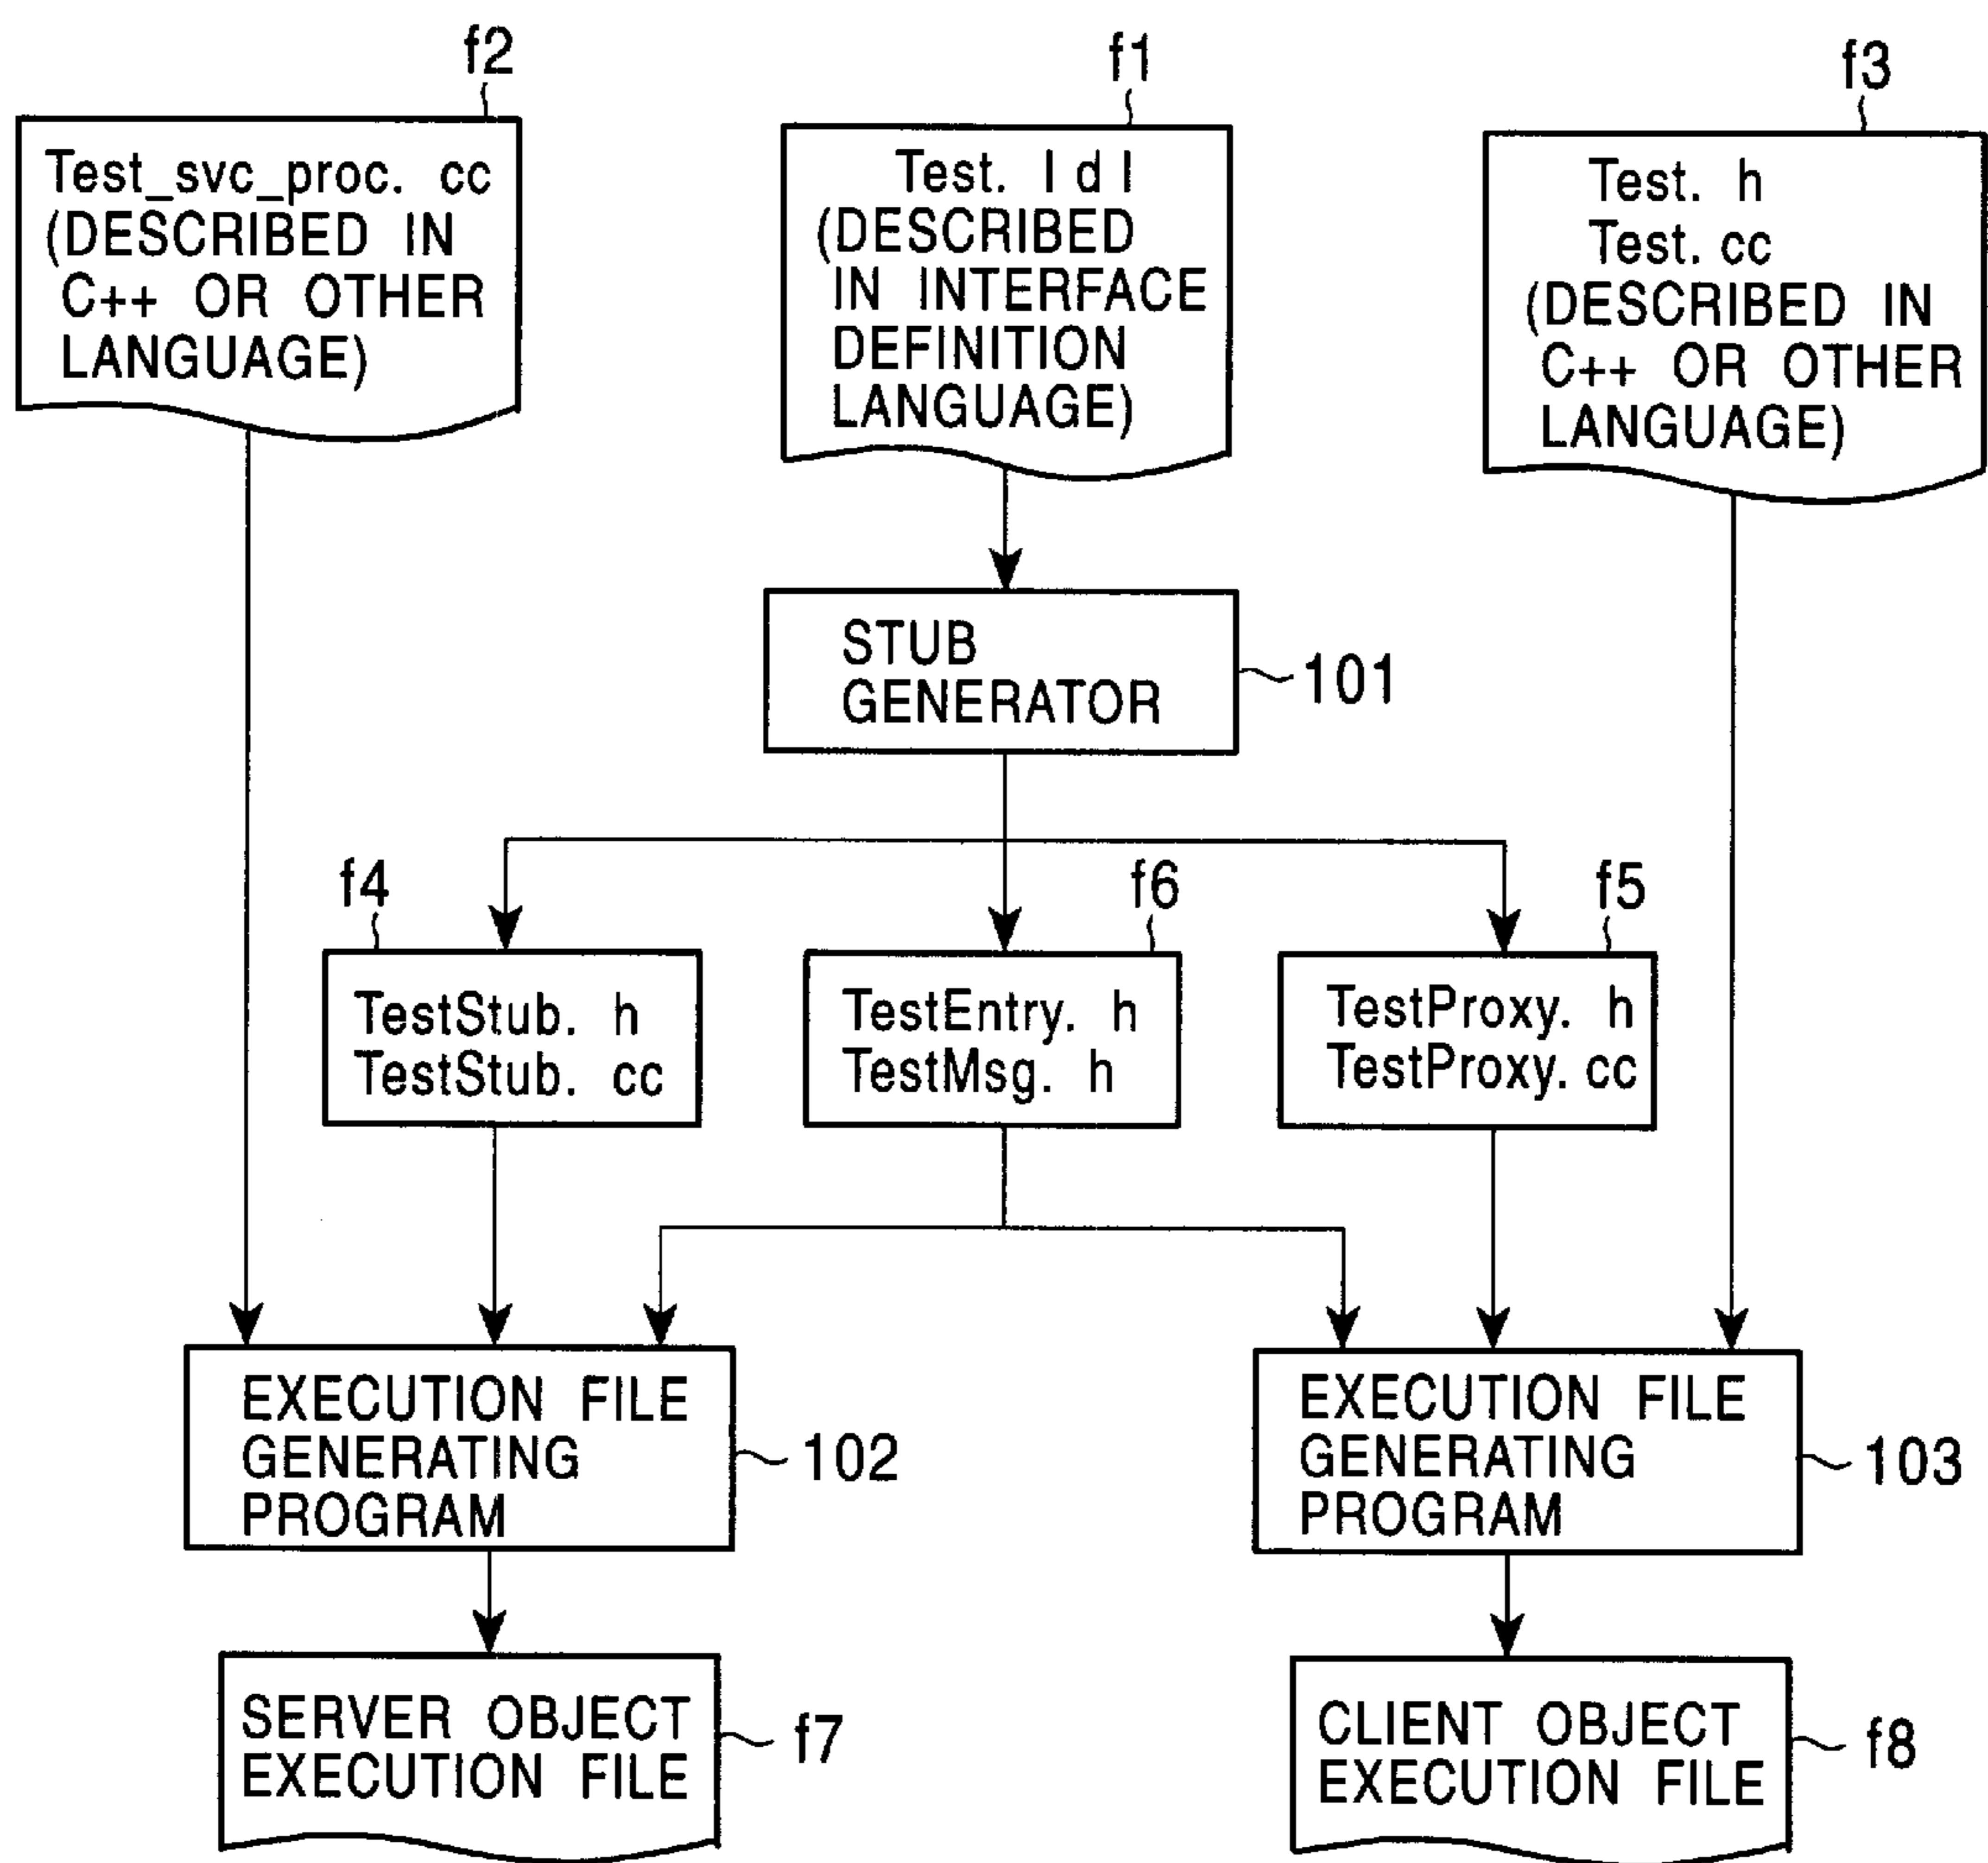 f2
f1
f3
Test_svc_proc. cc
(DESCRIBED IN
C++ OR OTHER
LANGUAGE)
Test. I d l
(DESCRIBED
IN INTERFACE
DEFINITION
LANGUAGE)
Test. h
Test. cc
(DESCRIBED IN
C++ OR OTHER
LANGUAGE)
STUB
GENERATOR
101
f4
f6
f5
TestStub. h
TestStub. cc
TestEntry. h
TestMsg. h
TestProxy. h
TestProxy. cc
EXECUTION FILE
GENERATING
PROGRAM
102
EXECUTION FILE
GENERATING
PROGRAM
103
SERVER OBJECT
EXECUTION FILE
f7
CLIENT OBJECT
EXECUTION FILE
f8